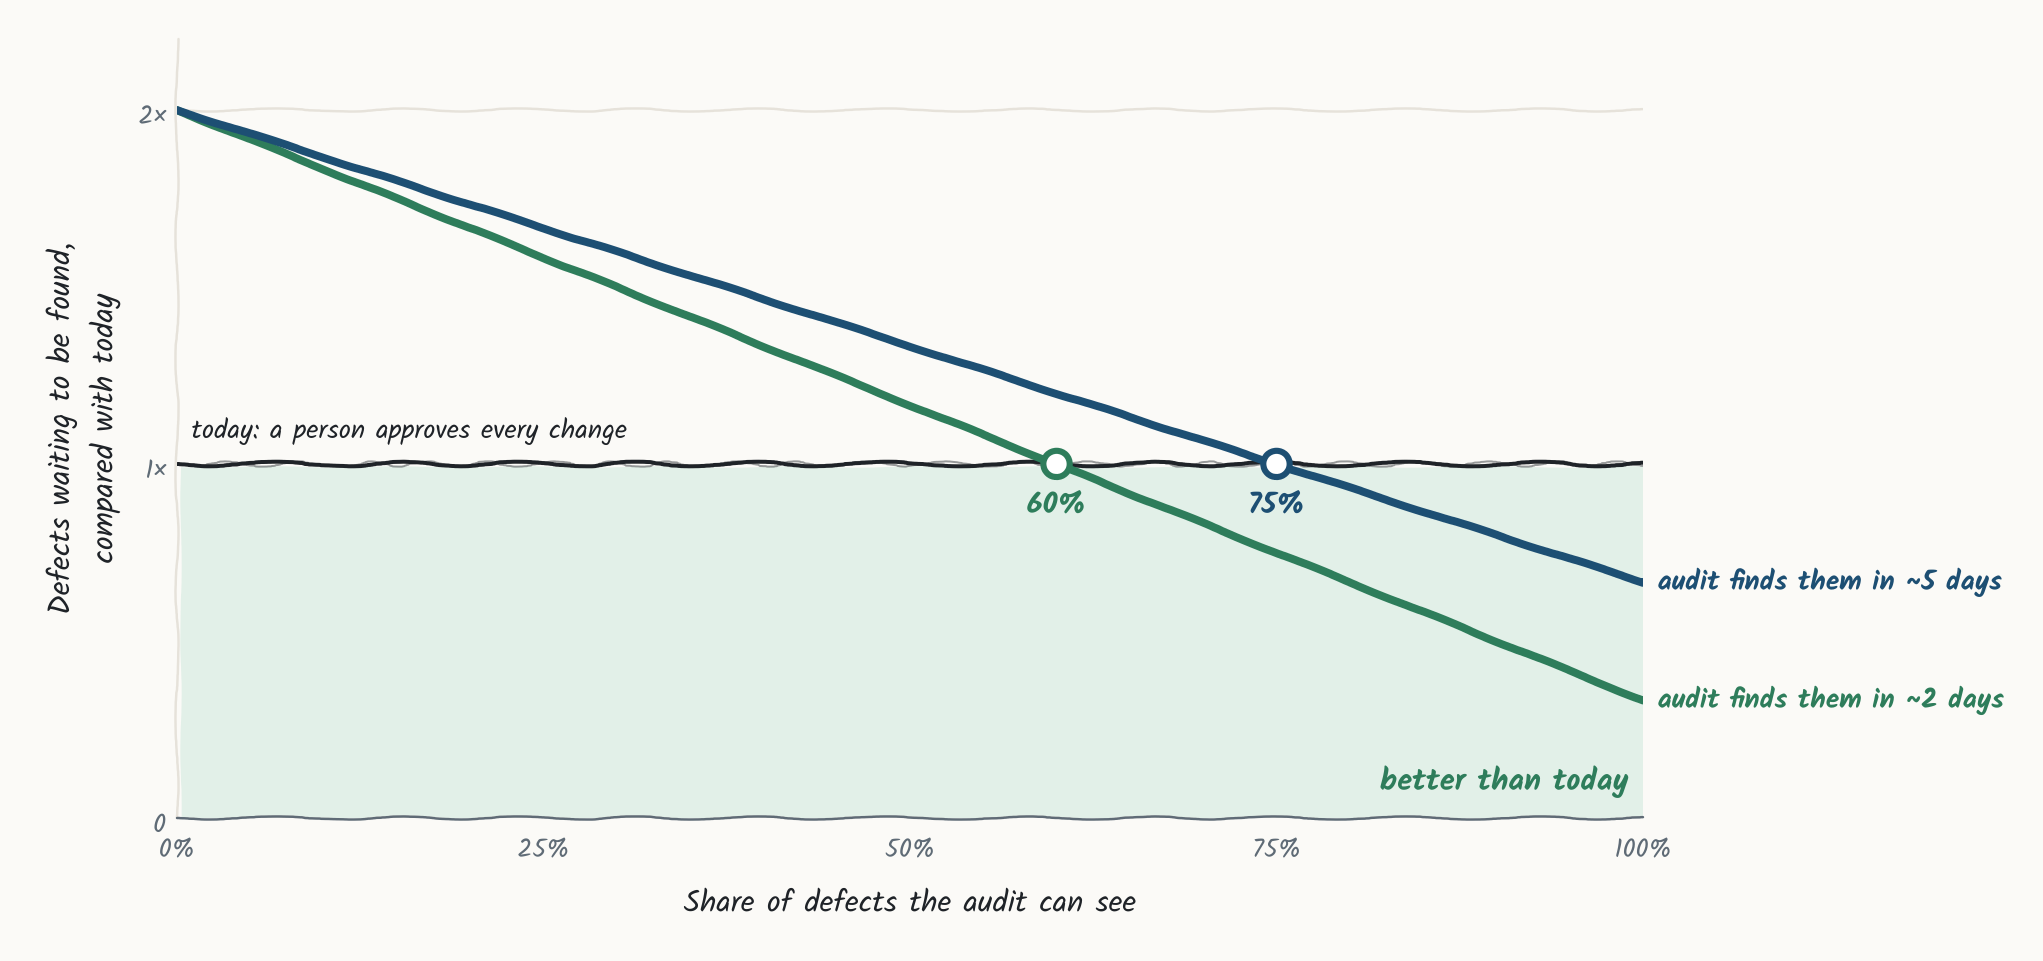 2x
Defects waiting to be found,
compared with today
today: a person approves every change
1x
60%
75%
audit finds them in ~5 days
audit finds them in ~2 days
better than today
0
0%
25%
50%
75%
100%
Share of defects the audit can see